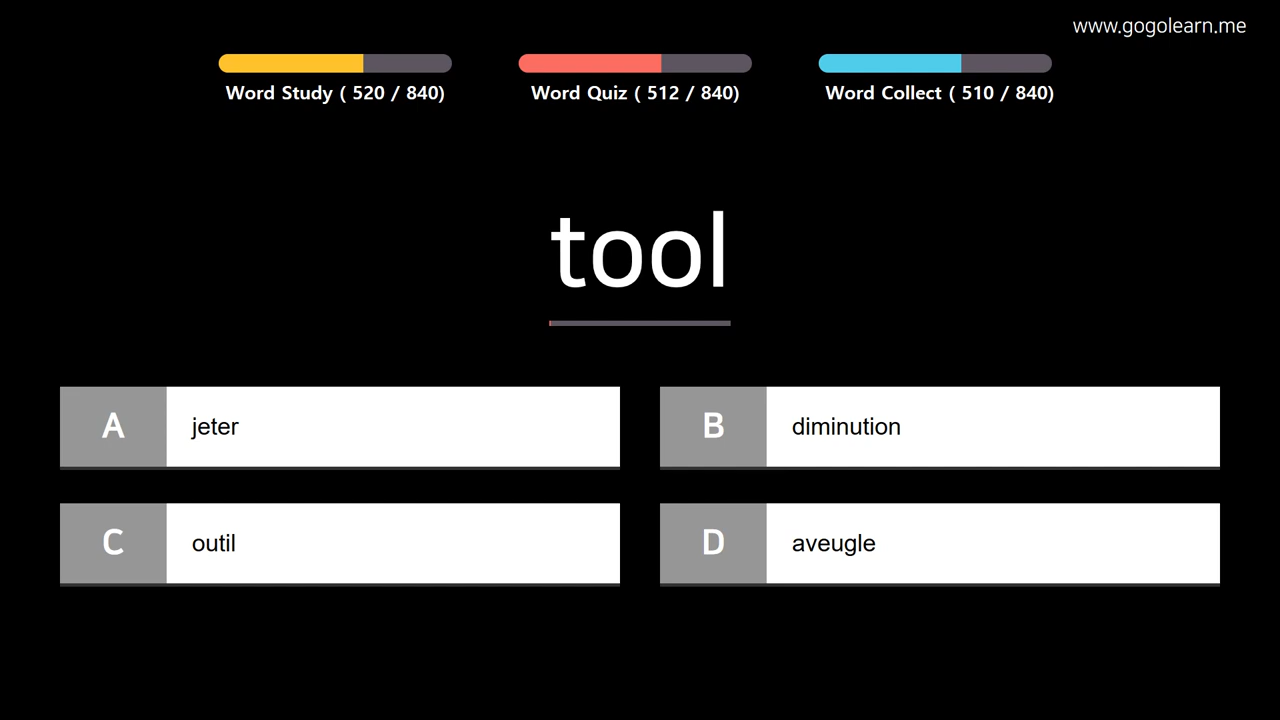 www.gogolearn.me
Word Study ( 520 / 840)
Word Quiz ( 512 / 840)
Word Collect ( 510 / 840)
tool
A jeter
B diminution
C outil
D aveugle